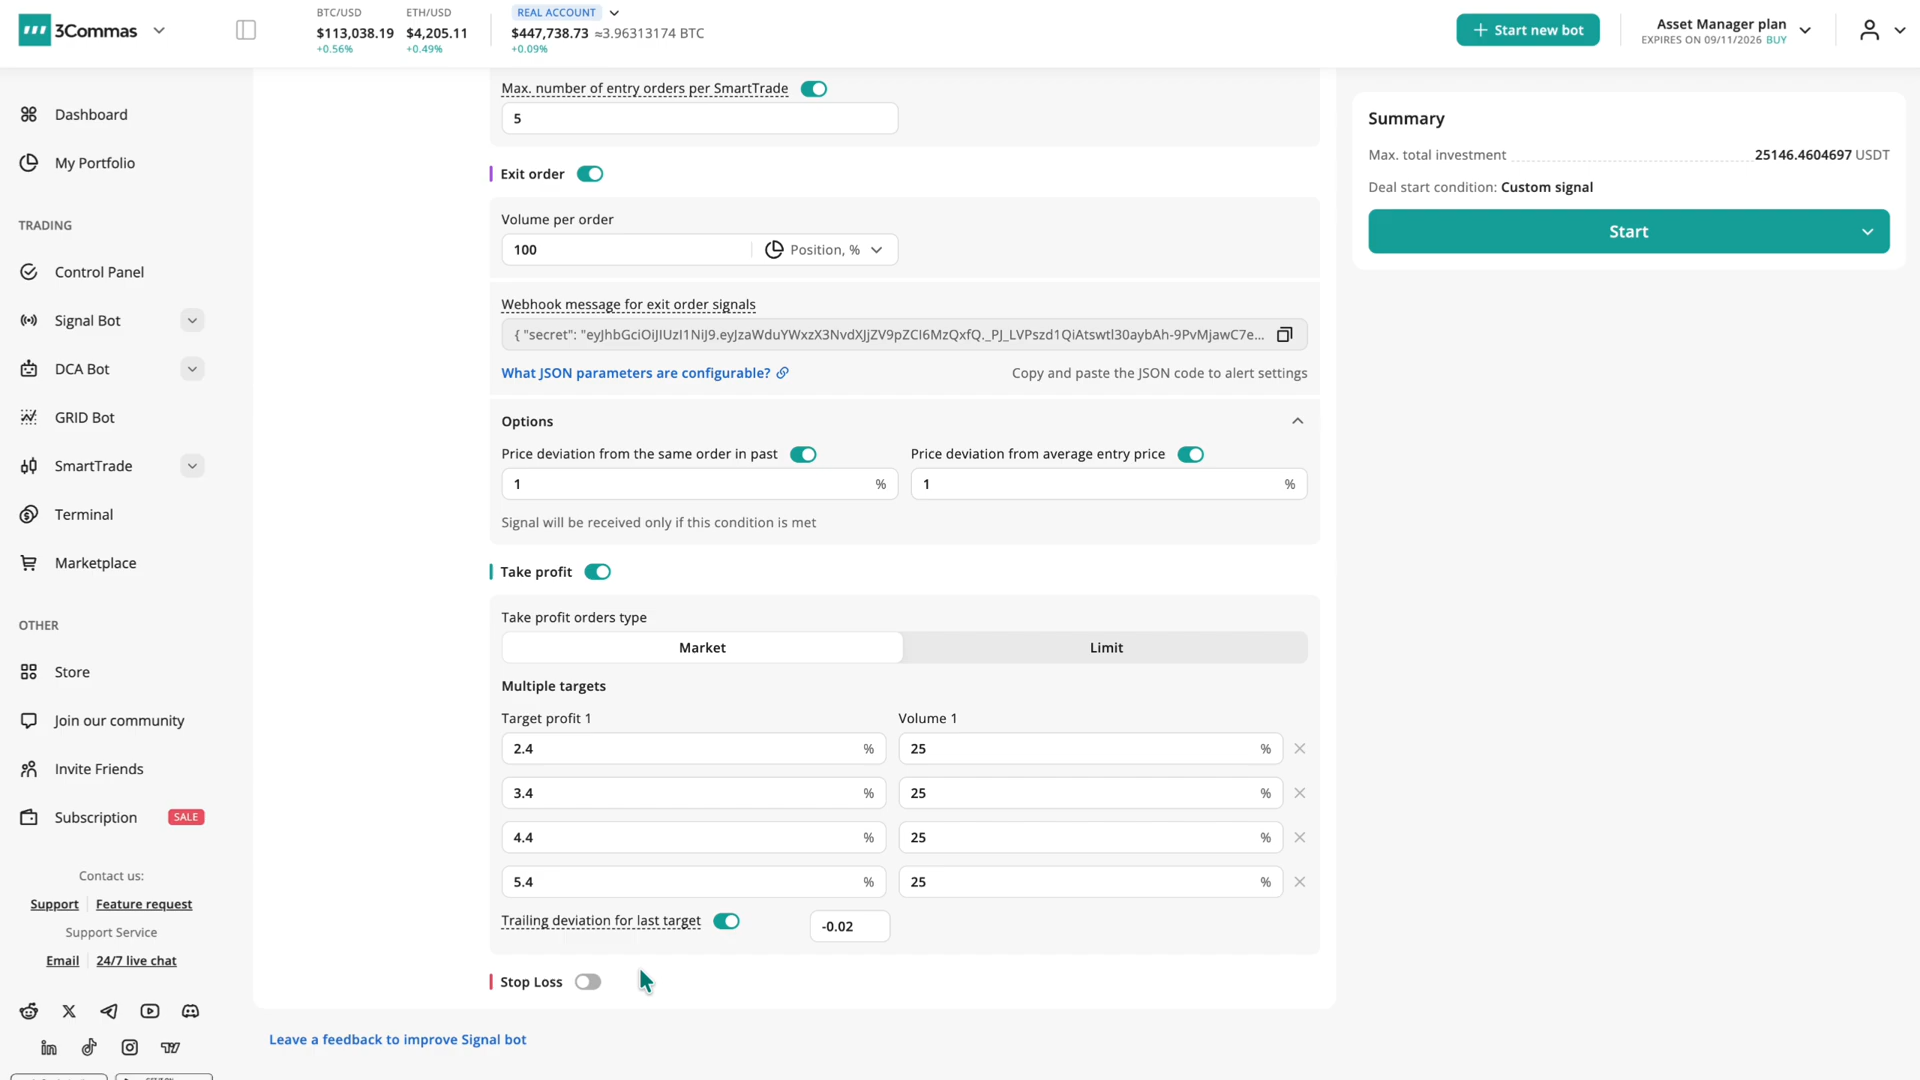 3Commas
BTC/USD
$113,038.19
+0.56%
ETH/USD
$4,205.11
+0.49%
REAL ACCOUNT
$447,738.73 ≈3.96313174 BTC
+0.09%
+ Start new bot
Asset Manager plan
EXPIRES ON 09/11/2026 BUY
Dashboard
My Portfolio
TRADING
Control Panel
Signal Bot
DCA Bot
GRID Bot
SmartTrade
Terminal
Marketplace
OTHER
Store
Join our community
Invite Friends
Subscription SALE
Contact us:
Support Feature request
Support Service
Email 24/7 live chat
Max. number of entry orders per SmartTrade
5
Exit order
Volume per order
100 Position, %
Webhook message for exit order signals
What JSON parameters are configurable? Copy and paste the JSON code to alert settings
Options
Price deviation from the same order in past Price deviation from average entry price
1 % 1 %
Signal will be received only if this condition is met
Take profit
Take profit orders type
Market Limit
Multiple targets
Target profit 1 Volume 1
2.4 % 25 %
3.4 % 25 %
4.4 % 25 %
5.4 % 25 %
Trailing deviation for last target -0.02
Stop Loss
Leave a feedback to improve Signal bot
Summary
Max. total investment 25146.4604697 USDT
Deal start condition: Custom signal
Start